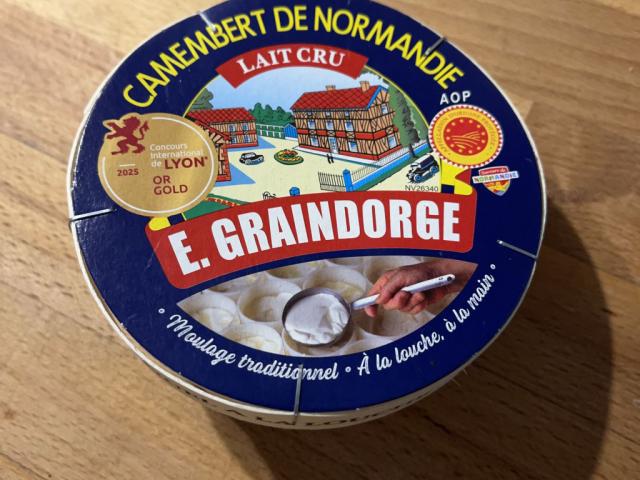 CAMEMBERT DE NORMANDIE
LAIT CRU
AOP
Concours
International
de LYON
2025
OR
GOLD
NORMANDIE
NV26340
E. GRAINDORGE
° Moulage traditionnel ° À la louche, à la main °